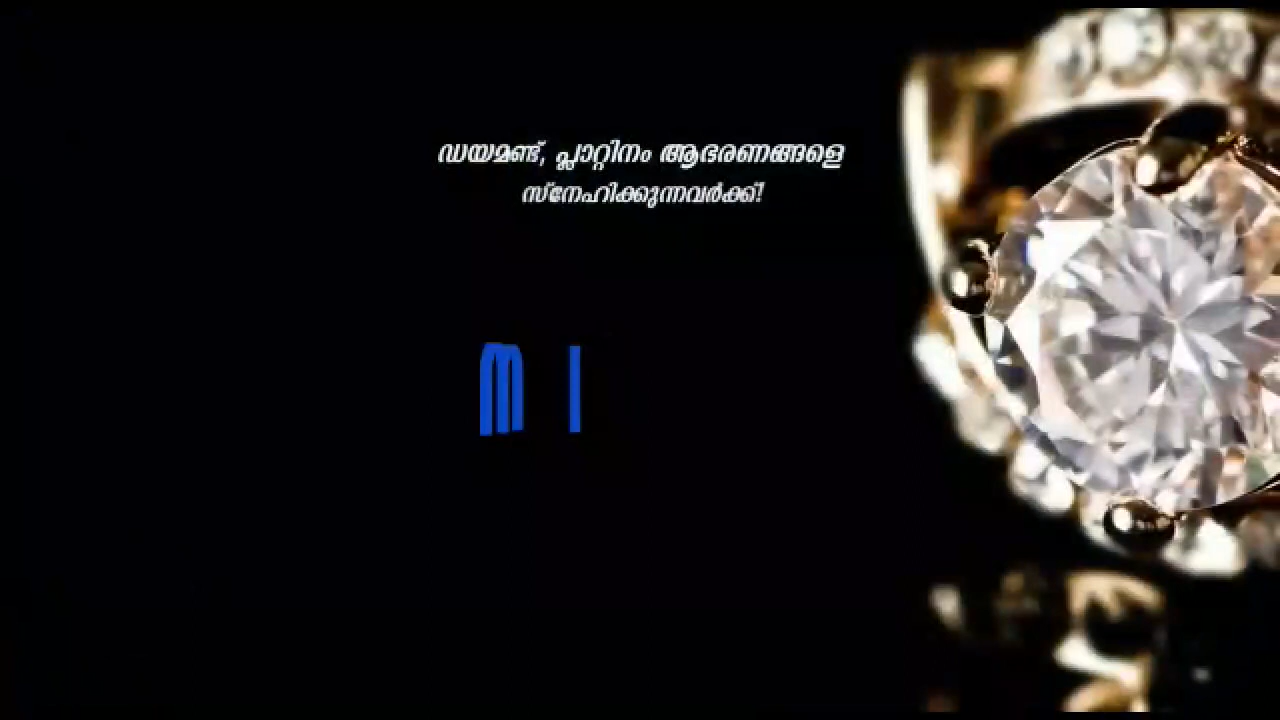 ഡയമണ്ട്, പ്ലാറ്റിനം ആഭരണങ്ങളെ
സ്നേഹിക്കുന്നവർക്ക്!